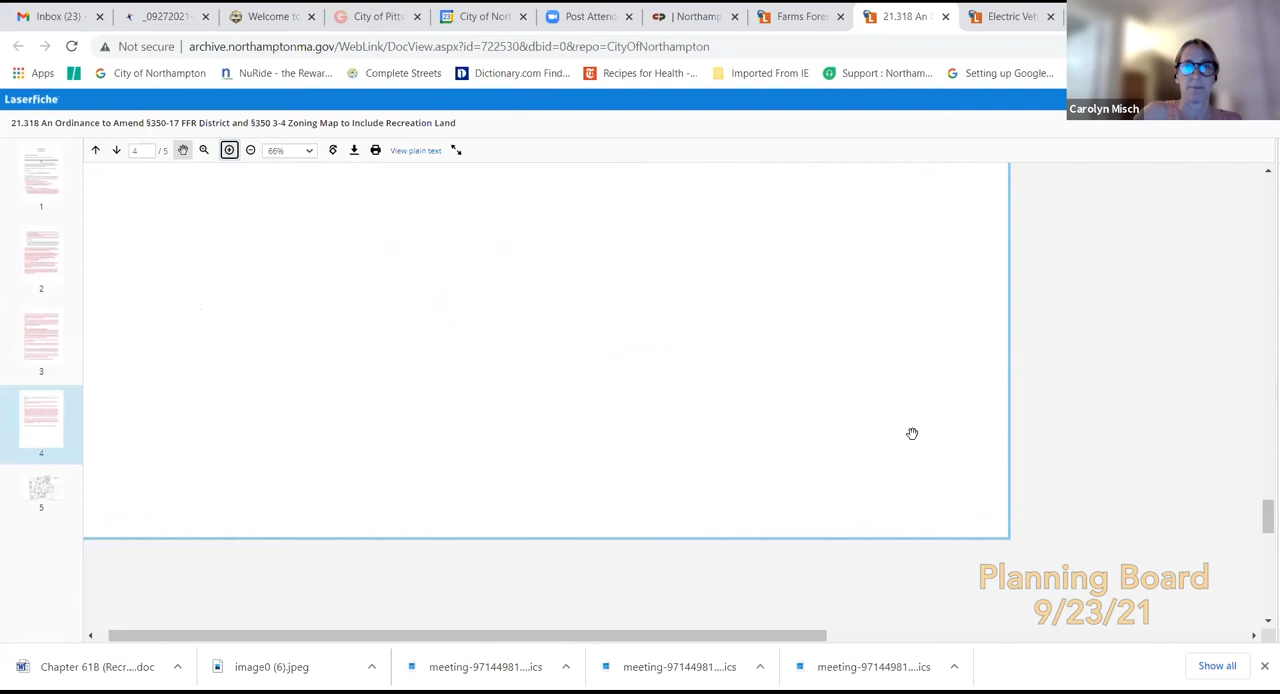 Inbox (23)
_09272021-
Welcome to
City of Pitts
City of Nort
Post Attend
| Northamp
Farms Fores
21.318 An C
Electric Veh
Not secure | archive.northamptonma.gov/WebLink/DocView.aspx?id=722530&dbid=0&repo=CityOfNorthampton
Apps
City of Northampton
NuRide - the Rewar...
Complete Streets
Dictionary.com Find...
Recipes for Health -...
Imported From IE
Support : Northam...
Setting up Google...
Carolyn Misch
Laserfiche
21.318 An Ordinance to Amend §350-17 FFR District and §350 3-4 Zoning Map to Include Recreation Land
4 / 5
66%
View plain text
1
2
3
4
5
Planning Board
9/23/21
Chapter 61B (Recr....doc
image0 (6).jpeg
meeting-97144981....ics
meeting-97144981....ics
meeting-97144981....ics
Show all